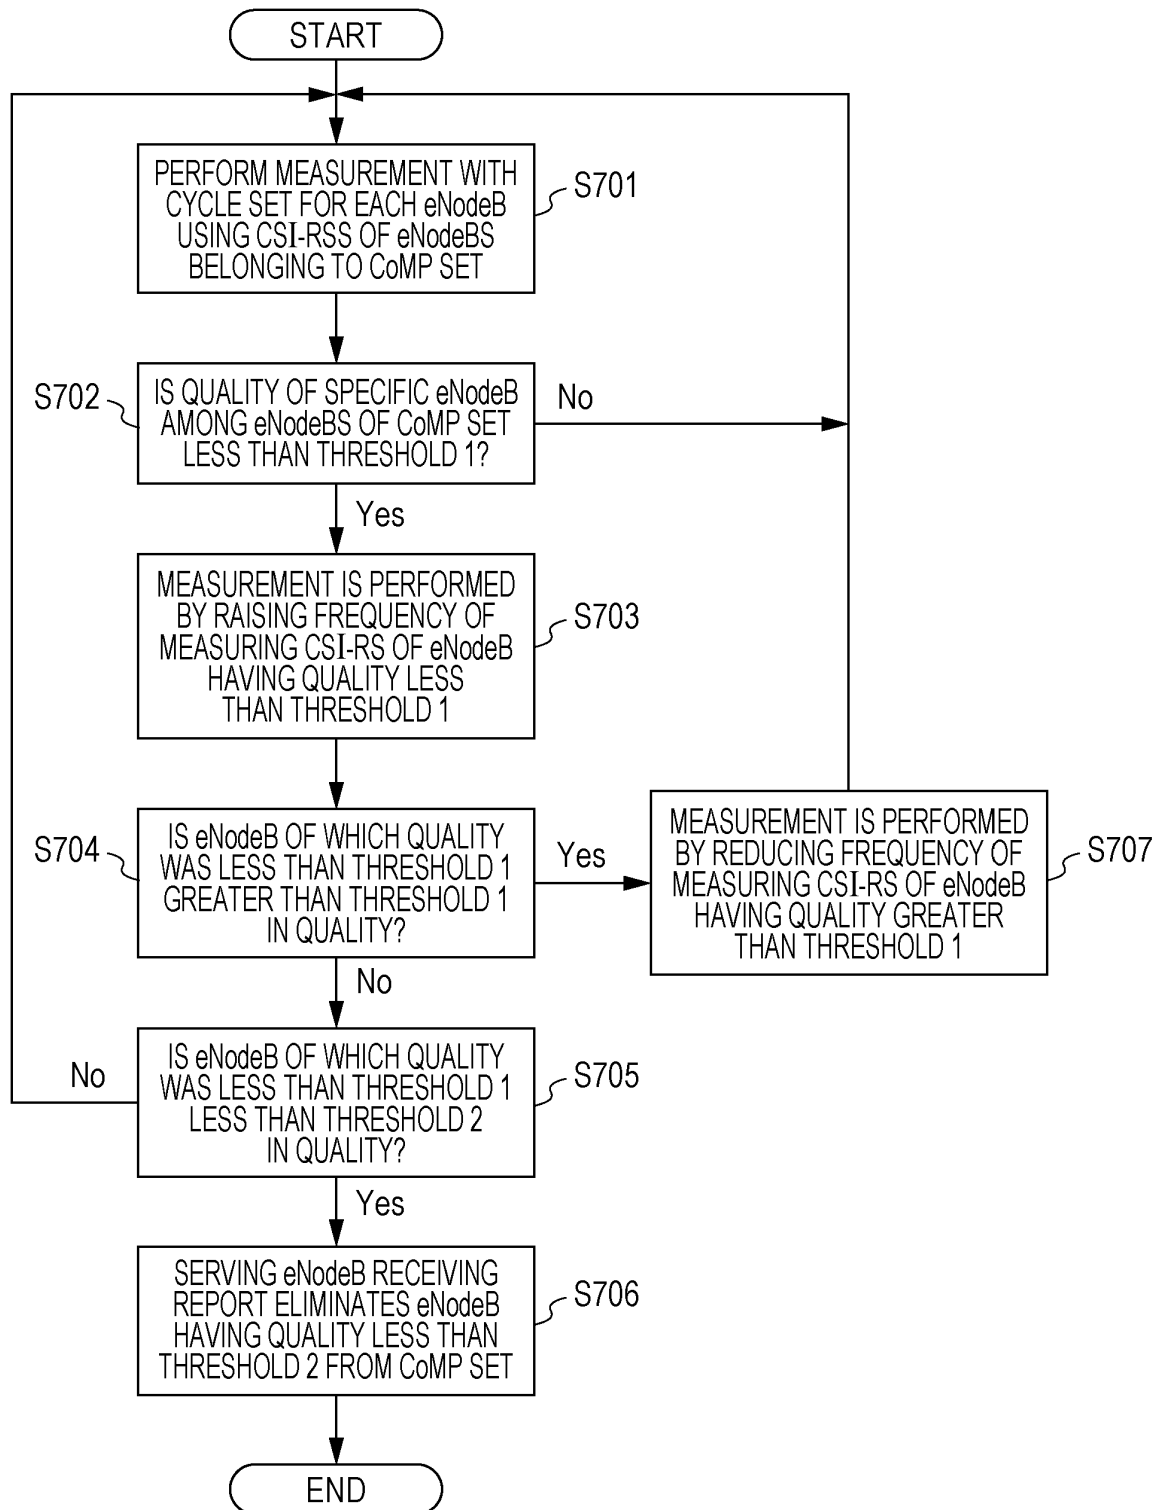 START
PERFORM MEASUREMENT WITH
CYCLE SET FOR EACH eNodeB
USING CSI-RSS OF eNodeBS
BELONGING TO CoMP SET
S701
IS QUALITY OF SPECIFIC eNodeB
AMONG eNodeBS OF CoMP SET
LESS THAN THRESHOLD 1?
S702
No
Yes
MEASUREMENT IS PERFORMED
BY RAISING FREQUENCY OF
MEASURING CSI-RS OF eNodeB
HAVING QUALITY LESS
THAN THRESHOLD 1
S703
IS eNodeB OF WHICH QUALITY
WAS LESS THAN THRESHOLD 1
GREATER THAN THRESHOLD 1
IN QUALITY?
S704
Yes
MEASUREMENT IS PERFORMED
BY REDUCING FREQUENCY OF
MEASURING CSI-RS OF eNodeB
HAVING QUALITY GREATER
THAN THRESHOLD 1
S707
No
IS eNodeB OF WHICH QUALITY
WAS LESS THAN THRESHOLD 1
LESS THAN THRESHOLD 2
IN QUALITY?
S705
No
Yes
SERVING eNodeB RECEIVING
REPORT ELIMINATES eNodeB
HAVING QUALITY LESS THAN
THRESHOLD 2 FROM CoMP SET
S706
END